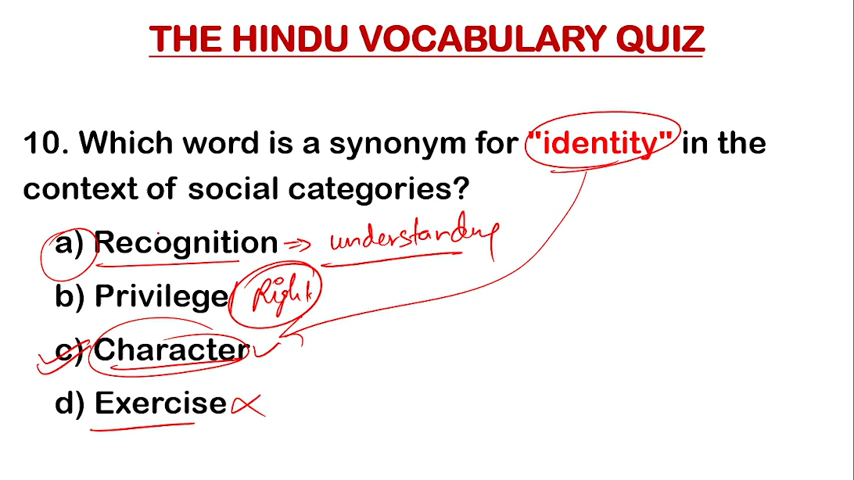 THE HINDU VOCABULARY QUIZ
10. Which word is a synonym for "identity" in the
context of social categories?
a) Recognition => understanding
b) Privilege Right
c) Character
d) Exercise